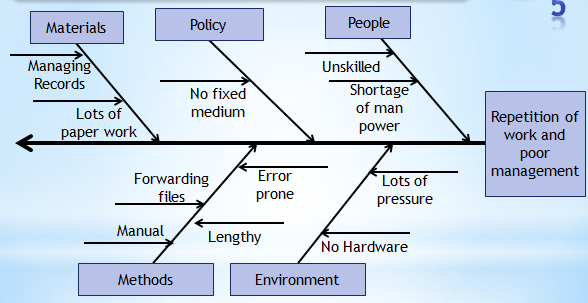 Materials
Policy
People
5
Managing
Records
Lots of
paper work
No fixed
medium
Unskilled
Shortage
of man
power
Repetition of
work and
poor
management
Forwarding
files
Error
prone
Manual
Lengthy
Lots of
pressure
No Hardware
Methods
Environment